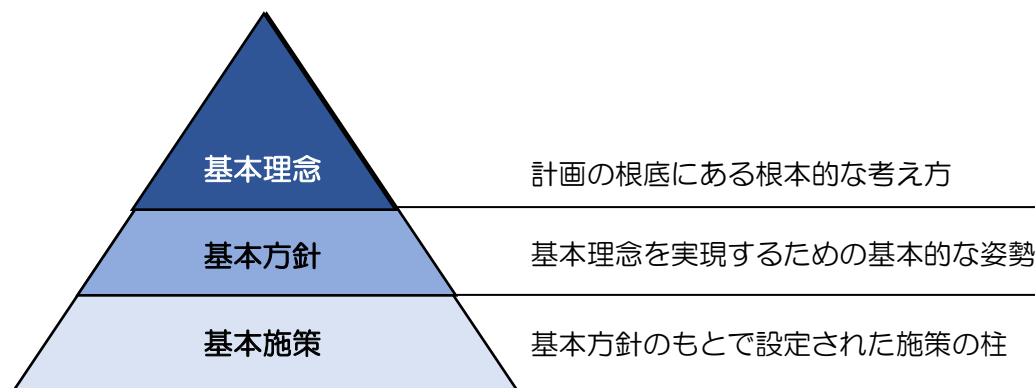 基本理念
計画の根底にある根本的な考え方
基本方針
基本理念を実現するための基本的な姿勢
基本施策
基本方針のもとで設定された施策の柱